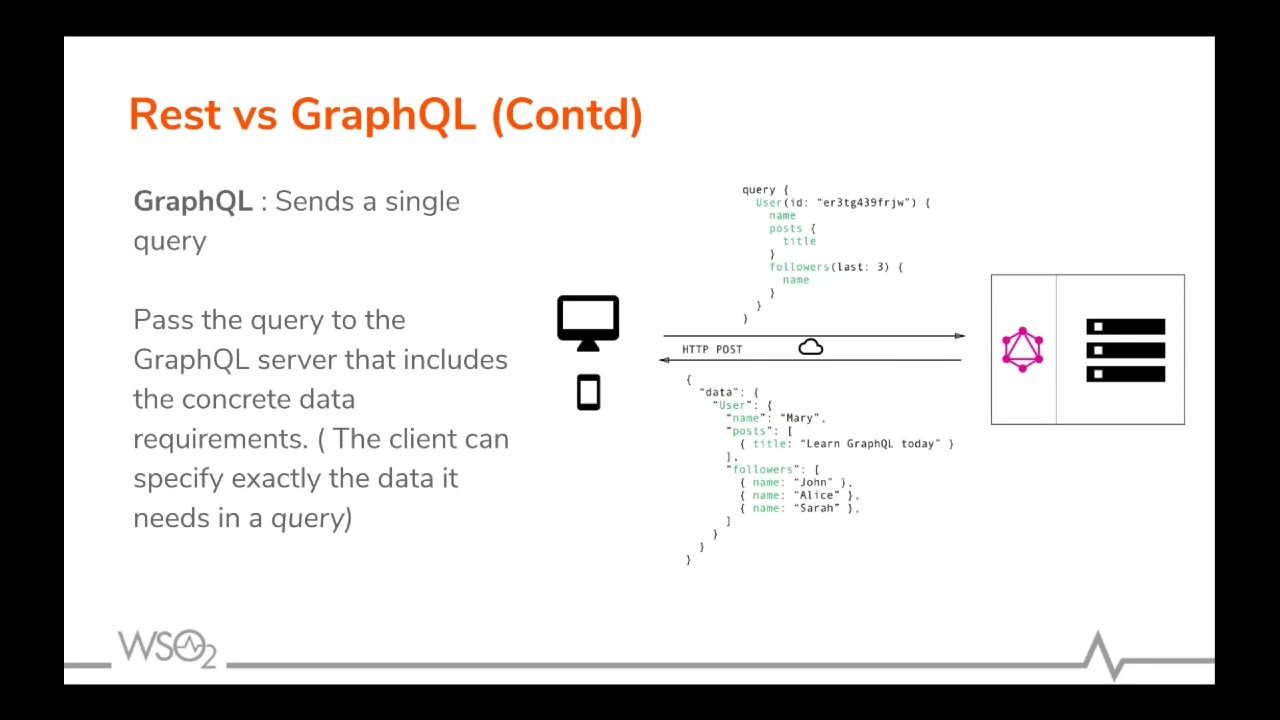 Rest vs GraphQL (Contd)
GraphQL : Sends a single
query
Pass the query to the
GraphQL server that includes
the concrete data
requirements. ( The client can
specify exactly the data it
needs in a query)
query {
User(id: “er3tg439frjw”) {
name
posts {
title
}
followers(last: 3) {
name
}
}
}
HTTP POST
{
“data”: {
“User”: {
“name”: “Mary”,
“posts”: [
{ title: “Learn GraphQL today” }
],
“followers”: [
{ name: “John” },
{ name: “Alice” },
{ name: “Sarah” },
]
}
}
}
WSO2